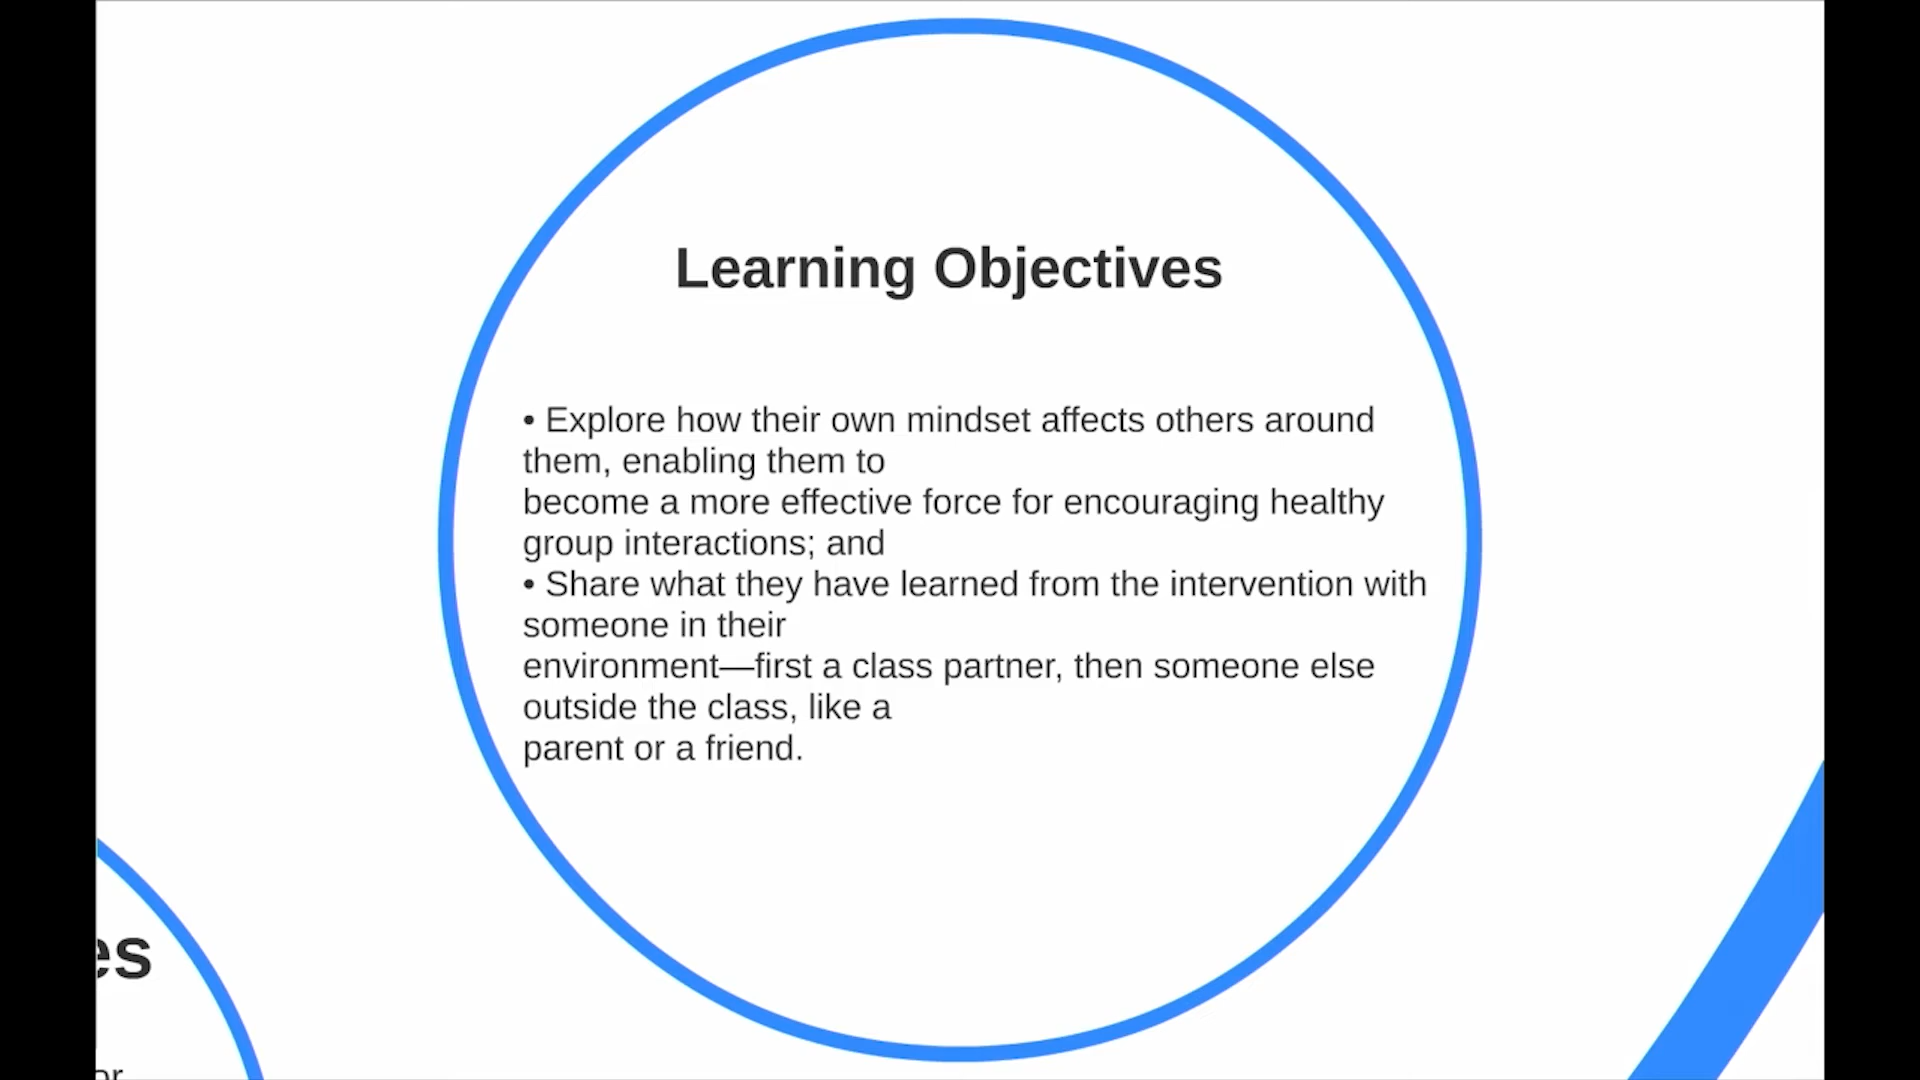 Learning Objectives
• Explore how their own mindset affects others around
them, enabling them to
become a more effective force for encouraging healthy
group interactions; and
• Share what they have learned from the intervention with
someone in their
environment—first a class partner, then someone else
outside the class, like a
parent or a friend.
es
or